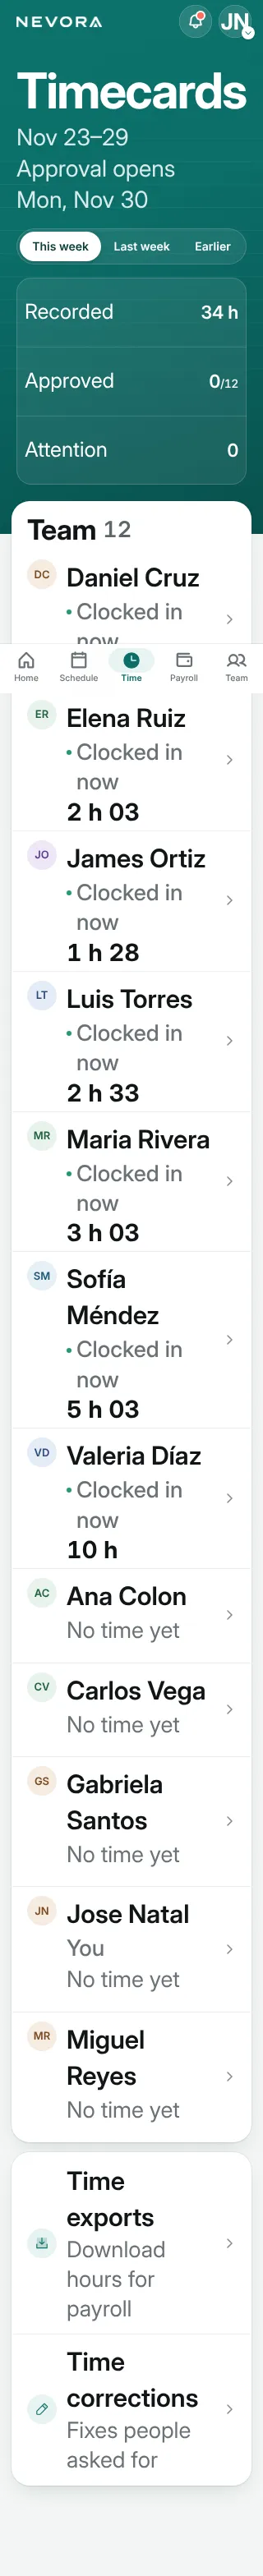 NEVORA
JN
Timecards
Nov 23–29
Approval opens
Mon, Nov 30
This week Last week Earlier
Recorded 34 h
Approved 0/12
Attention 0
Team 12
DC Daniel Cruz
Clocked in
now
Home Schedule Time Payroll Team
ER Elena Ruiz
Clocked in
now
2 h 03
JO James Ortiz
Clocked in
now
1 h 28
LT Luis Torres
Clocked in
now
2 h 33
MR Maria Rivera
Clocked in
now
3 h 03
SM Sofía
Méndez
Clocked in
now
5 h 03
VD Valeria Díaz
Clocked in
now
10 h
AC Ana Colon
No time yet
CV Carlos Vega
No time yet
GS Gabriela
Santos
No time yet
JN Jose Natal
You
No time yet
MR Miguel
Reyes
No time yet
Time
exports
Download
hours for
payroll
Time
corrections
Fixes people
asked for